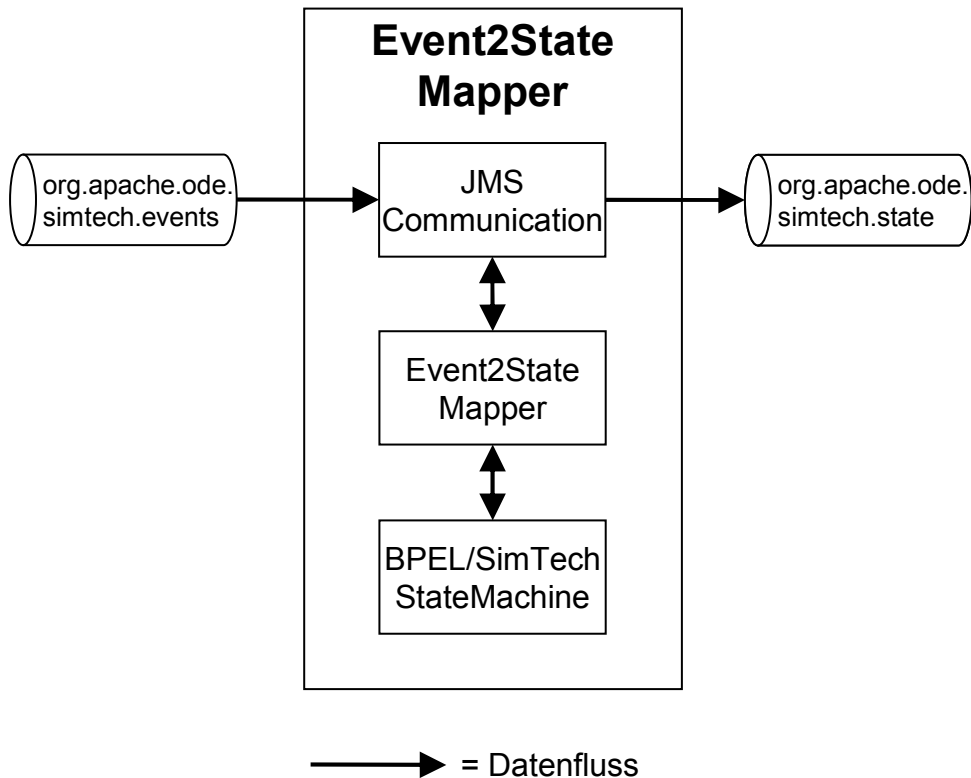 Event2State
Mapper
org.apache.ode.
simtech.events
JMS
Communication
org.apache.ode.
simtech.state
Event2State
Mapper
BPEL/SimTech
StateMachine
= Datenfluss